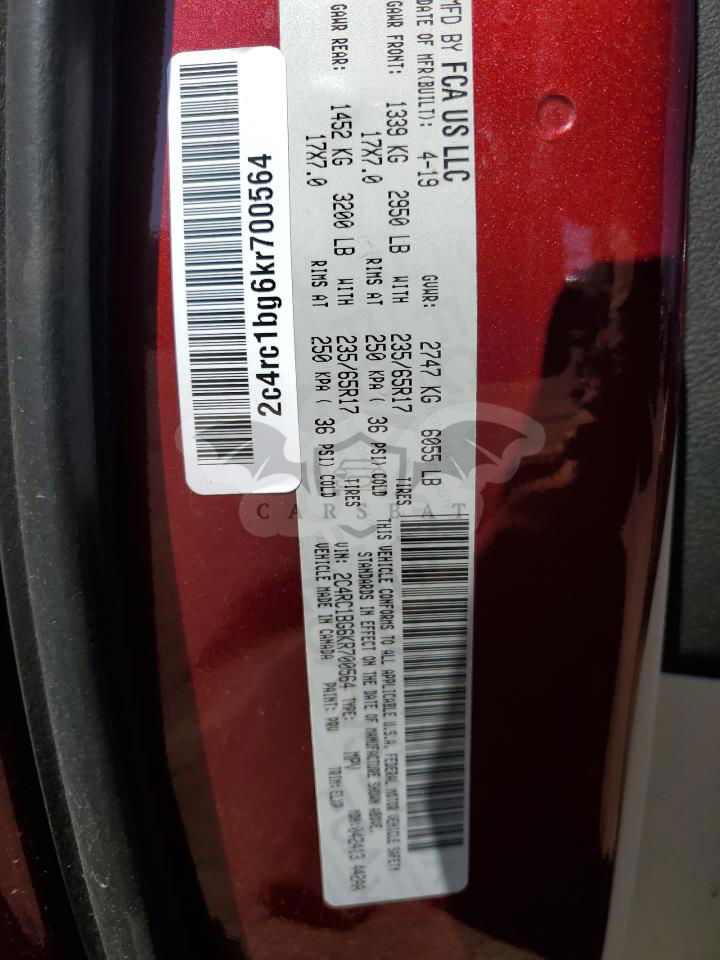 MFD BY FCA US LLC
DATE OF MFR(BUILT): 4-19 GVWR: 2747 KG 6055 LB
GAWR FRONT: 1339 KG 2950 LB WITH 235/65R17 TIRES
17X7.0 RIMS AT 250 KPA ( 36 PSI) COLD
GAWR REAR: 1452 KG 3200 LB WITH 235/65R17 TIRES
17X7.0 RIMS AT 250 KPA ( 36 PSI) COLD
THIS VEHICLE CONFORMS TO ALL APPLICABLE U.S.A. FEDERAL MOTOR VEHICLE SAFETY
STANDARDS IN EFFECT ON THE DATE OF MANUFACTURE SHOWN ABOVE.
VIN: 2C4RC1BG6KR700564 TYPE: MPV MDH:042413 442AA
VEHICLE MADE IN CANADA PAINT: PRV TRIM:
2c4rc1bg6kr700564
CARSBAT